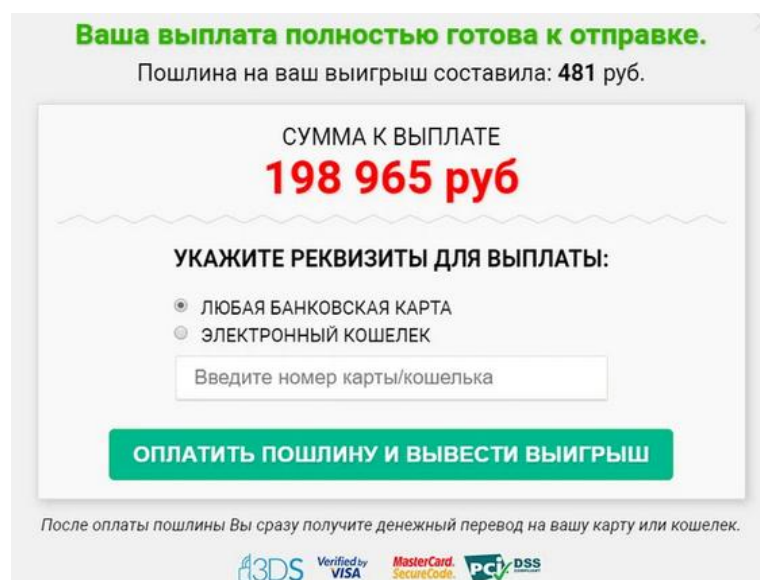 Ваша выплата полностью готова к отправке.
Пошлина на ваш выигрыш составила: 481 руб.
СУММА К ВЫПЛАТЕ
198 965 руб
УКАЖИТЕ РЕКВИЗИТЫ ДЛЯ ВЫПЛАТЫ:
ЛЮБАЯ БАНКОВСКАЯ КАРТА
ЭЛЕКТРОННЫЙ КОШЕЛЕК
Введите номер карты/кошелька
ОПЛАТИТЬ ПОШЛИНУ И ВЫВЕСТИ ВЫИГРЫШ
После оплаты пошлины Вы сразу получите денежный перевод на вашу карту или кошелек.
3DS Verified by VISA MasterCard. SecureCode. PCI DSS COMPLIANT